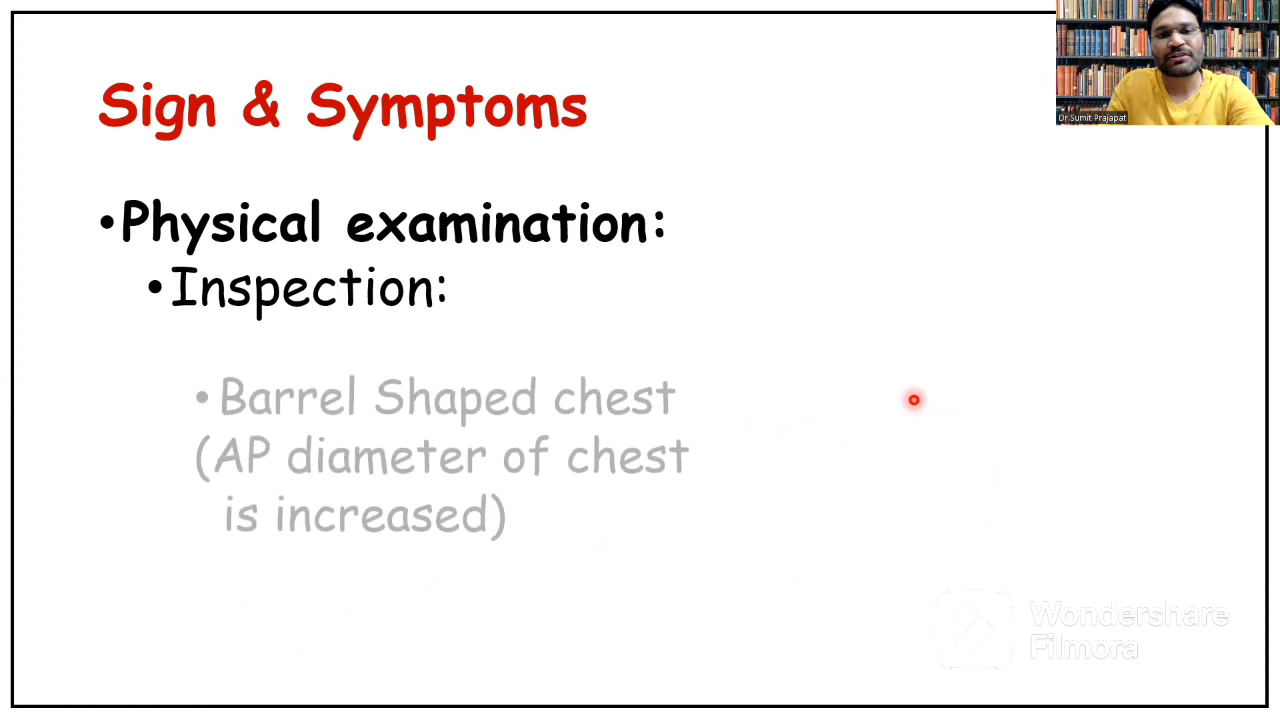 Sign & Symptoms
Dr.Sumit Prajapat
•Physical examination:
•Inspection:
•Barrel Shaped chest
(AP diameter of chest
is increased)
Wondershare
Filmora